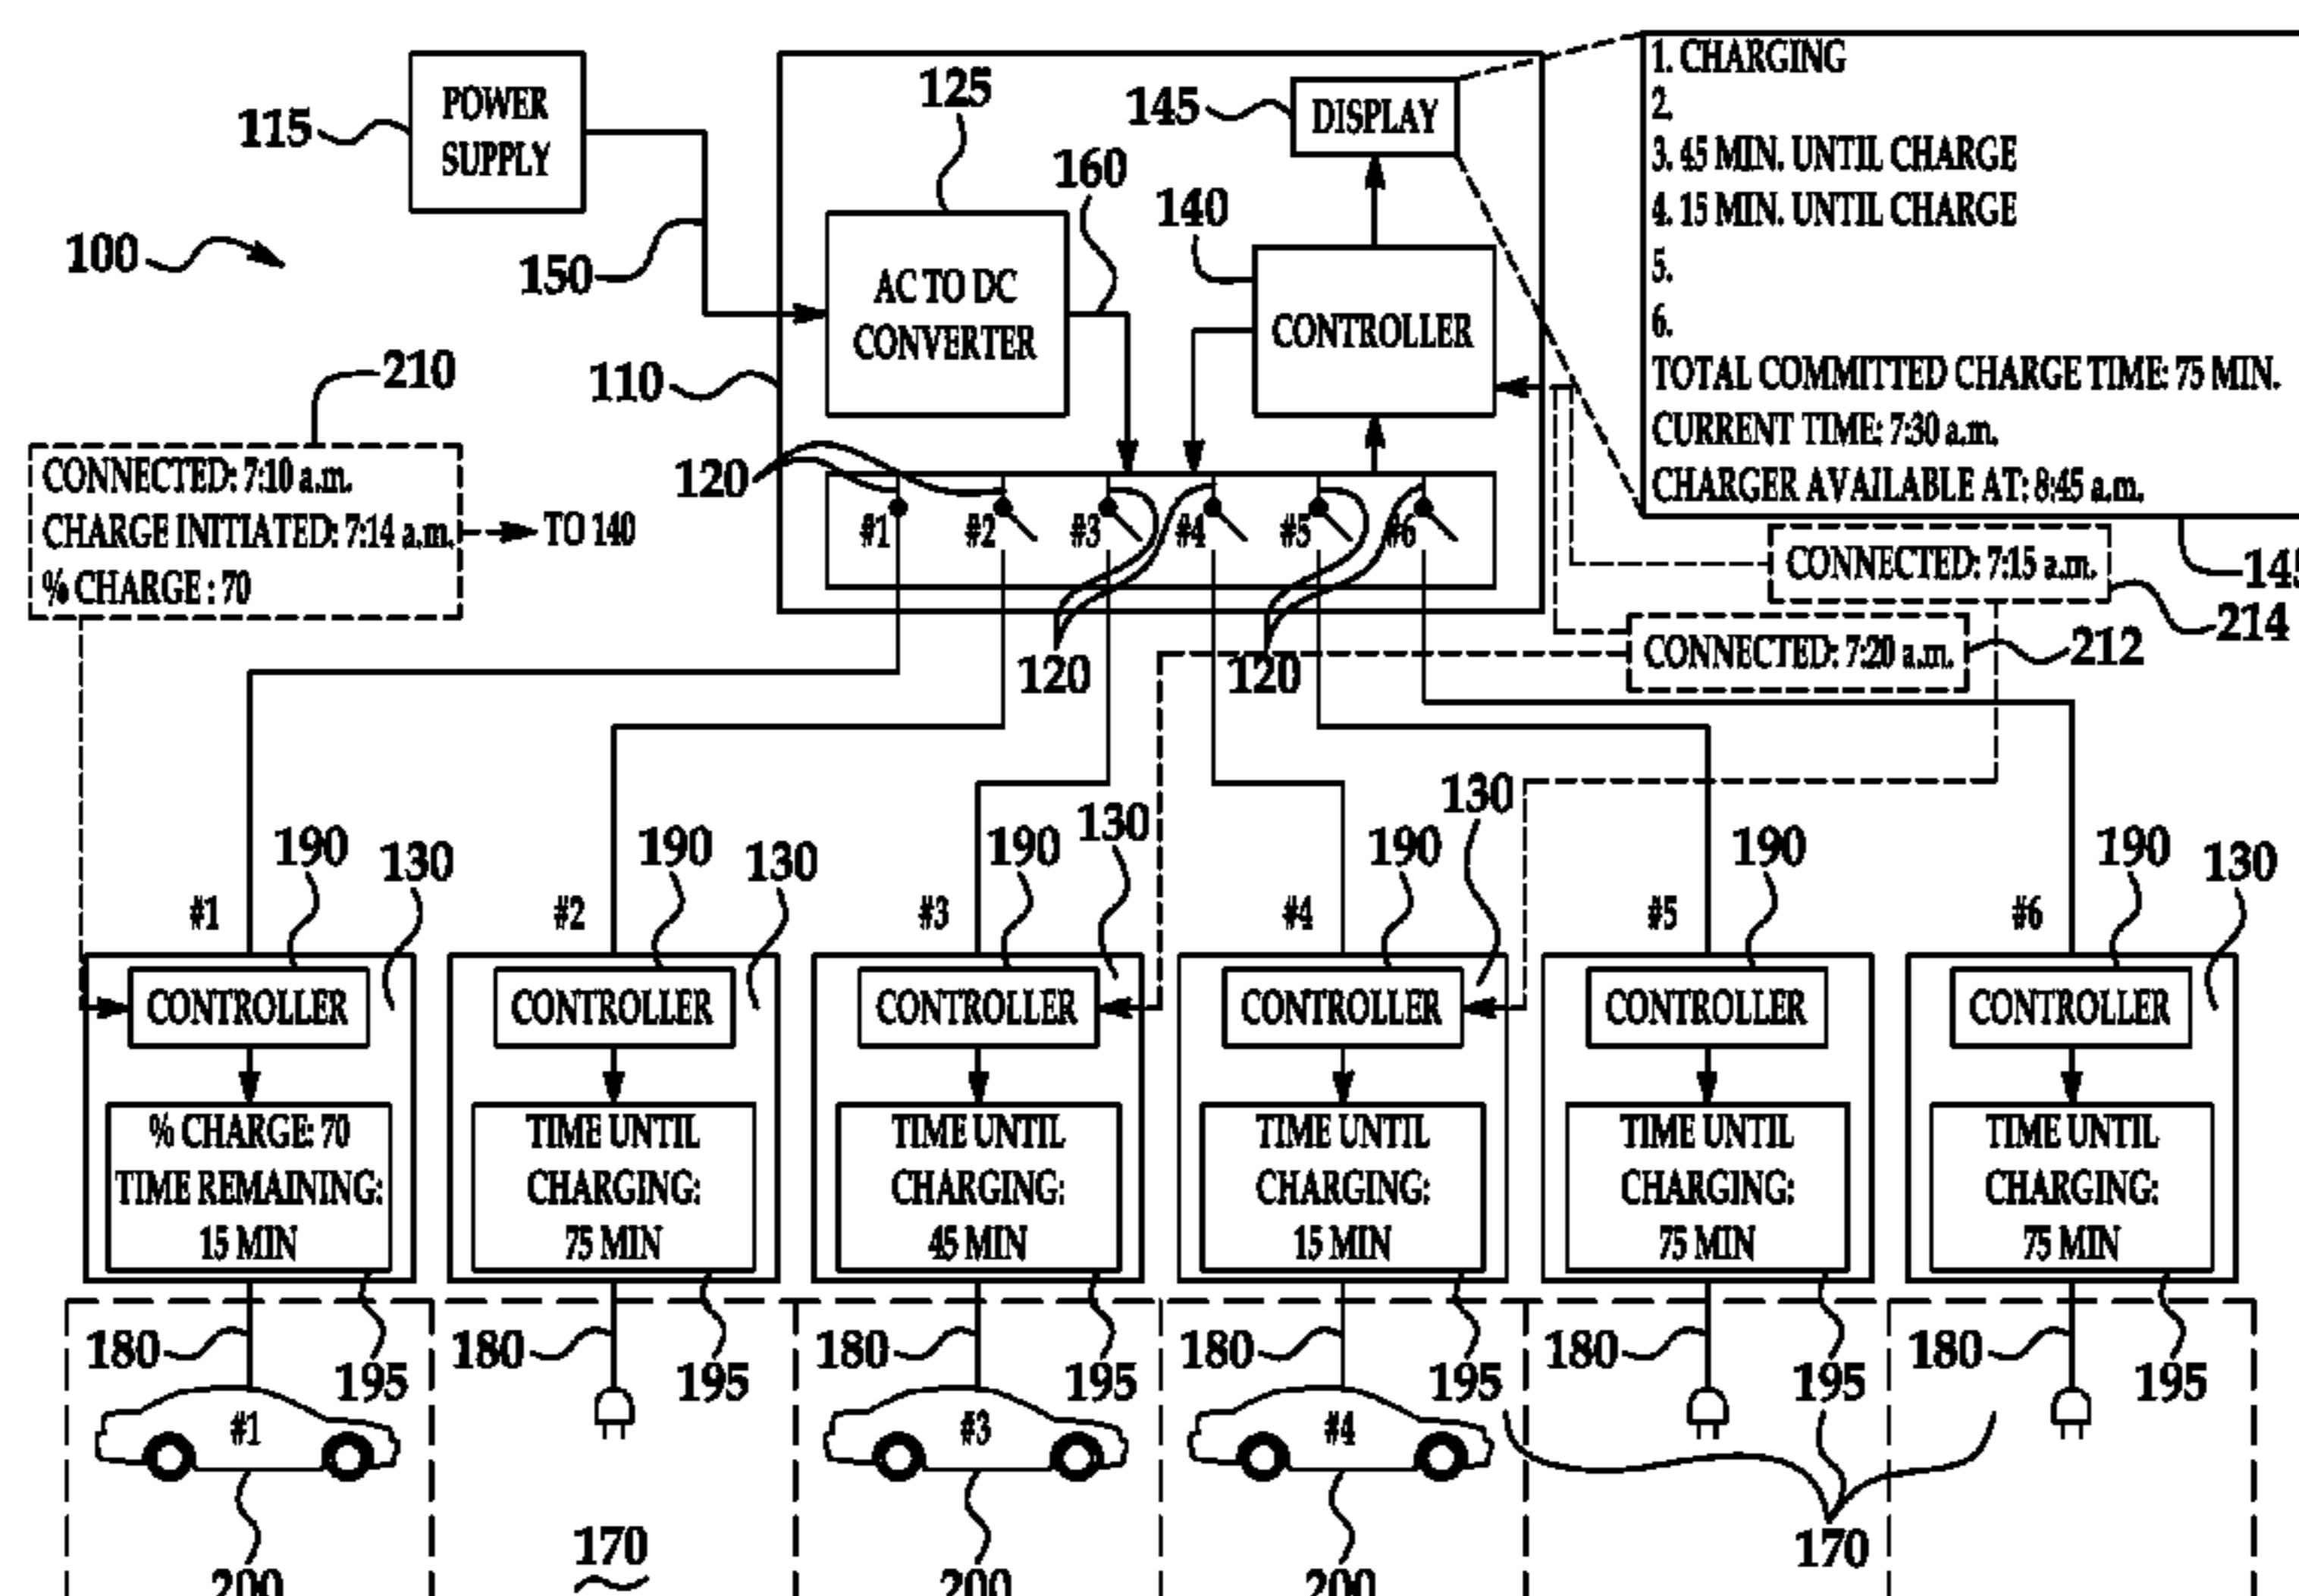 POWER
SUPPLY
115
125
145
DISPLAY
160
140
100
150
AC TO DC
CONVERTER
CONTROLLER
110
1. CHARGING
2.
3. 45 MIN. UNTIL CHARGE
4. 15 MIN. UNTIL CHARGE
5.
6.
TOTAL COMMITTED CHARGE TIME: 75 MIN.
CURRENT TIME: 7:30 a.m.
CHARGER AVAILABLE AT: 8:45 a.m.
145
210
CONNECTED: 7:10 a.m.
CHARGE INITIATED: 7:14 a.m.
% CHARGE : 70
TO 140
120
#1 #2 #3 #4 #5 #6
120 120
CONNECTED: 7:15 a.m.
214
CONNECTED: 7:20 a.m.
212
190 130 190 130 190 130 190 130 190 190 130
#1 #2 #3 #4 #5 #6
CONTROLLER CONTROLLER CONTROLLER CONTROLLER CONTROLLER CONTROLLER
% CHARGE: 70
TIME REMAINING:
15 MIN
TIME UNTIL
CHARGING:
75 MIN
TIME UNTIL
CHARGING:
45 MIN
TIME UNTIL
CHARGING:
15 MIN
TIME UNTIL
CHARGING:
75 MIN
TIME UNTIL
CHARGING:
75 MIN
180 195 180 195 180 195 180 195 180 195 180 195
#1 #3 #4
170 170
200 200 200